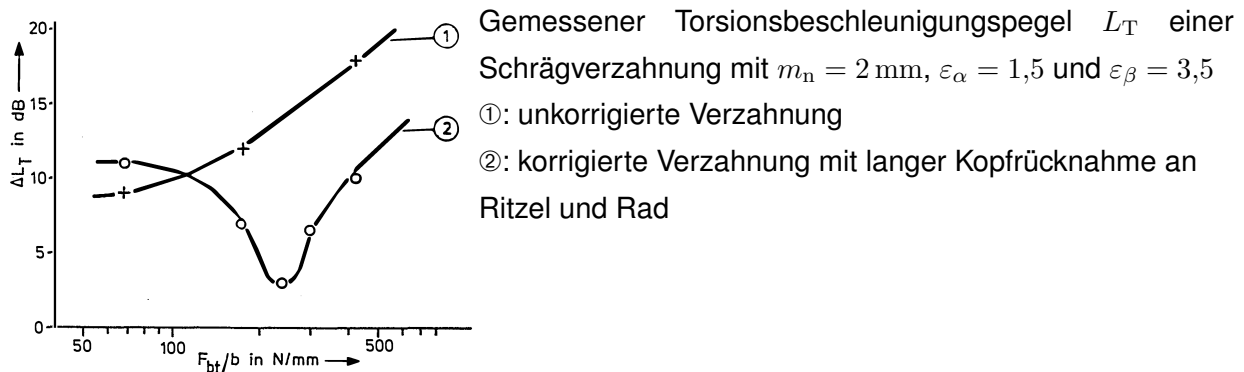 20
15
10
5
0
ΔL_T in dB
50
100
500
F_bt/b in N/mm
①
②
Gemessener Torsionsbeschleunigungspegel L_T einer
Schrägverzahnung mit m_n = 2 mm, ε_α = 1,5 und ε_β = 3,5
①: unkorrigierte Verzahnung
②: korrigierte Verzahnung mit langer Kopfrücknahme an
Ritzel und Rad